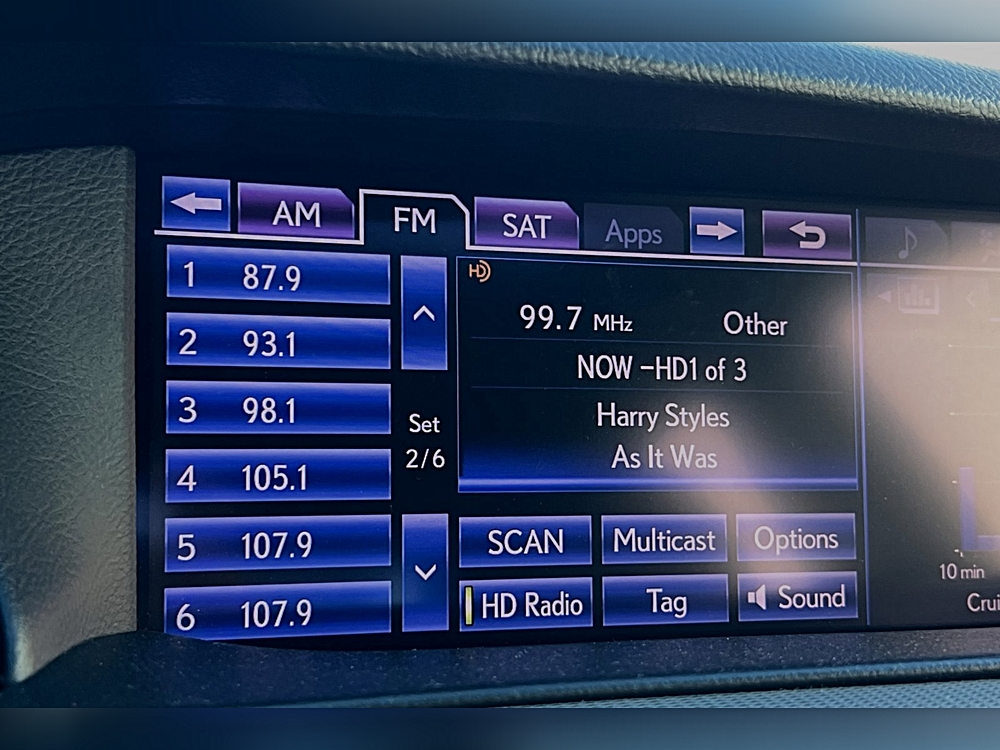 AM FM SAT Apps
1 87.9
2 93.1
3 98.1
4 105.1
5 107.9
6 107.9
Set
2/6
HD
99.7 MHz Other
NOW -HD1 of 3
Harry Styles
As It Was
SCAN Multicast Options
HD Radio Tag Sound
10 min
Crui